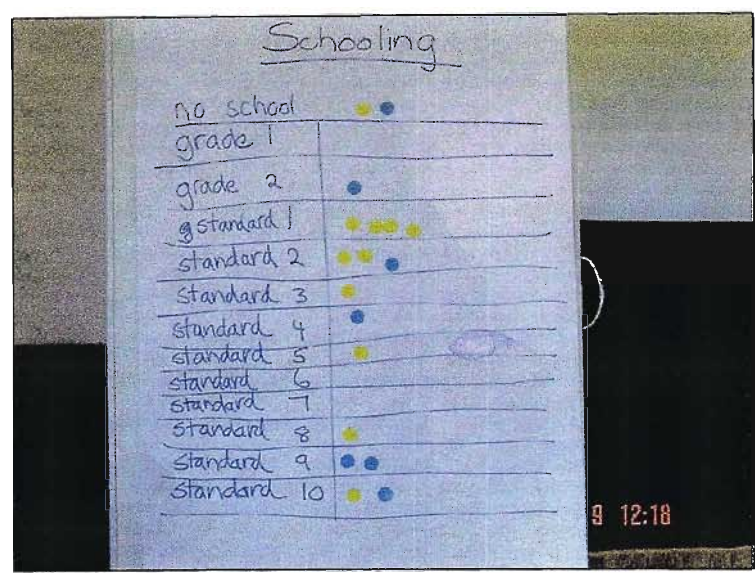 Schooling
no school
grade 1
grade 2
g standard 1
standard 2
standard 3
standard 4
standard 5
standard 6
standard 7
standard 8
standard 9
standard 10
9 12:18